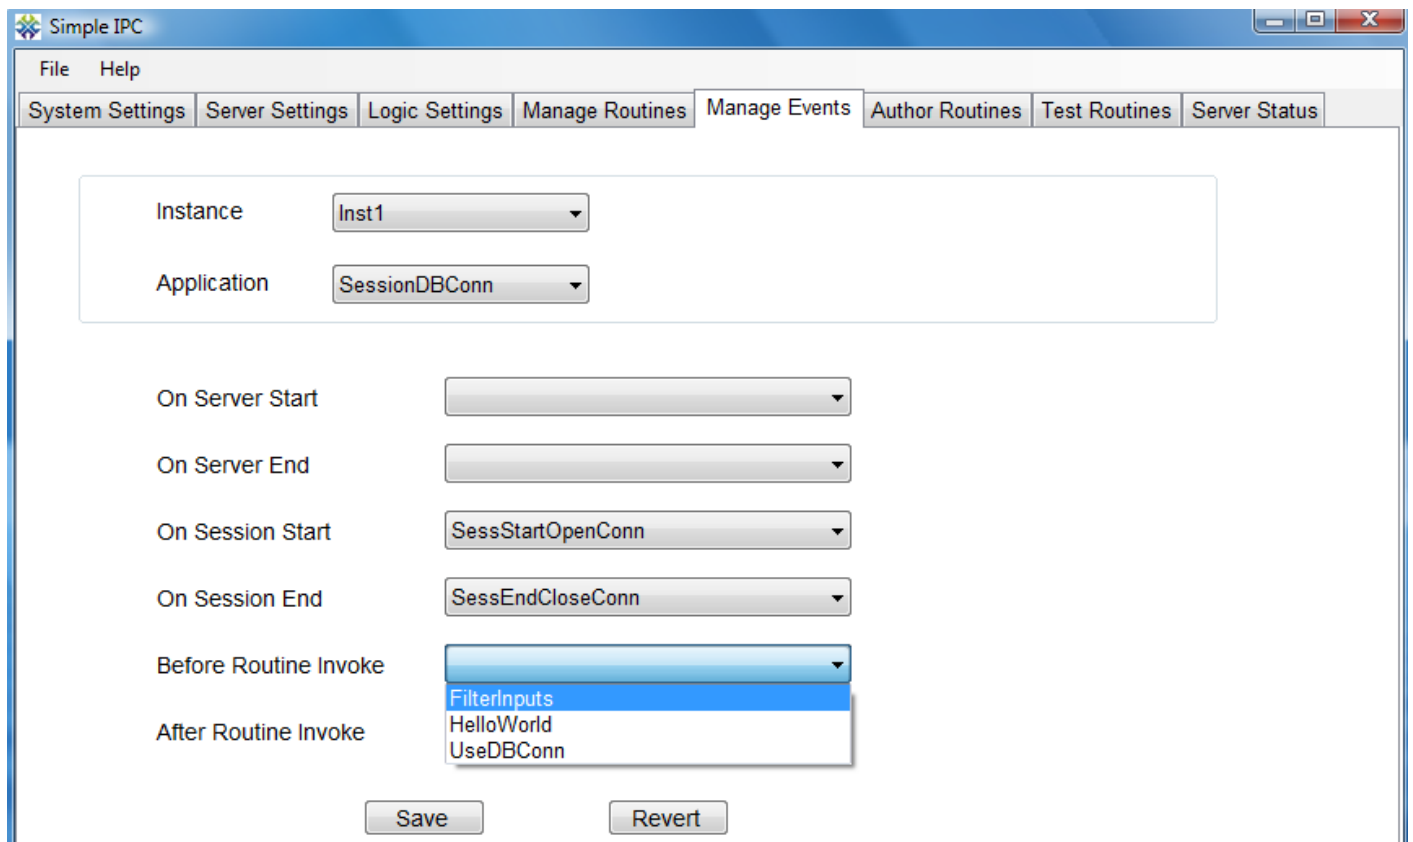 Simple IPC
File Help
System Settings Server Settings Logic Settings Manage Routines Manage Events Author Routines Test Routines Server Status
Instance Inst1
Application SessionDBConn
On Server Start
On Server End
On Session Start SessStartOpenConn
On Session End SessEndCloseConn
Before Routine Invoke
FilterInputs
HelloWorld
After Routine Invoke
UseDBConn
Save Revert